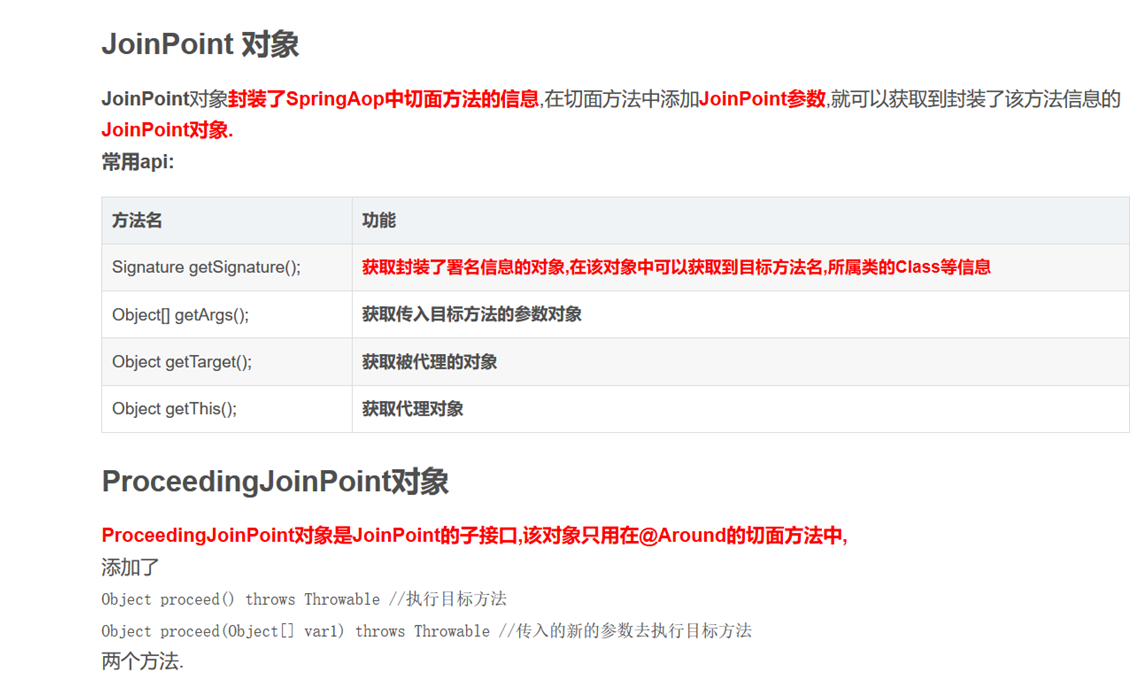 JoinPoint 对象
JoinPoint对象封装了SpringAop中切面方法的信息,在切面方法中添加JoinPoint参数,就可以获取到封装了该方法信息的
JoinPoint对象.
常用api:
方法名 功能
Signature getSignature(); 获取封装了署名信息的对象,在该对象中可以获取到目标方法名,所属类的Class等信息
Object[] getArgs(); 获取传入目标方法的参数对象
Object getTarget(); 获取被代理的对象
Object getThis(); 获取代理对象
ProceedingJoinPoint对象
ProceedingJoinPoint对象是JoinPoint的子接口,该对象只用在@Around的切面方法中,
添加了
Object proceed() throws Throwable //执行目标方法
Object proceed(Object[] var1) throws Throwable //传入的新的参数去执行目标方法
两个方法.